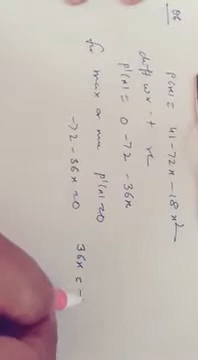 Q6
p(x) = 41 - 72x - 18x²
diff w.r.t x
p'(x) = 0 - 72 - 36x
for max or min p'(x) = 0
-72 - 36x = 0
36x = -